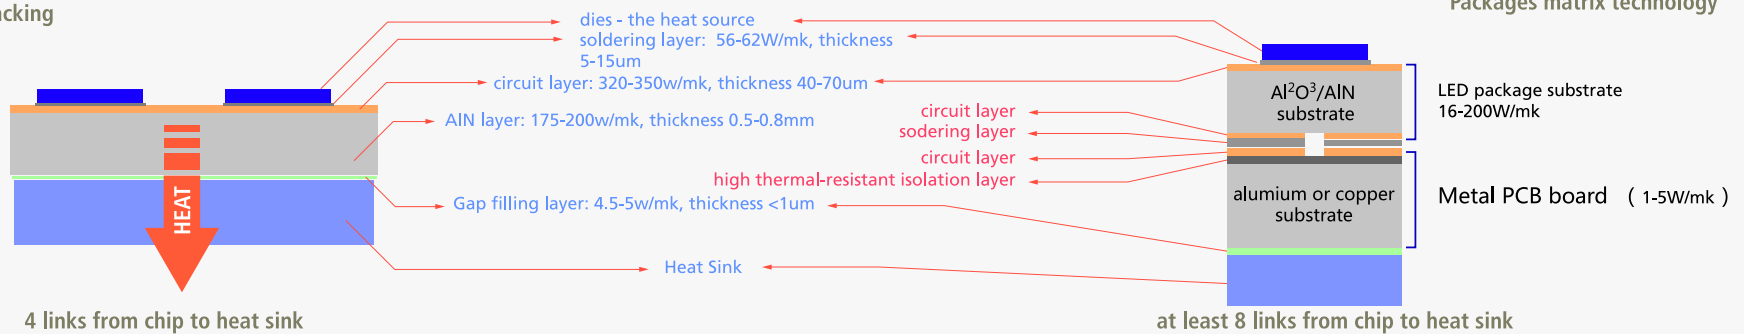 Packages matrix technology
dies - the heat source
soldering layer: 56-62W/mk, thickness
5-15um
circuit layer: 320-350w/mk, thickness 40-70um
AlN layer: 175-200w/mk, thickness 0.5-0.8mm
circuit layer
sodering layer
circuit layer
high thermal-resistant isolation layer
Gap filling layer: 4.5-5w/mk, thickness <1um
Heat Sink
HEAT
Al²O³/AlN
substrate
alumium or copper
substrate
LED package substrate
16-200W/mk
Metal PCB board ( 1-5W/mk )
4 links from chip to heat sink
at least 8 links from chip to heat sink